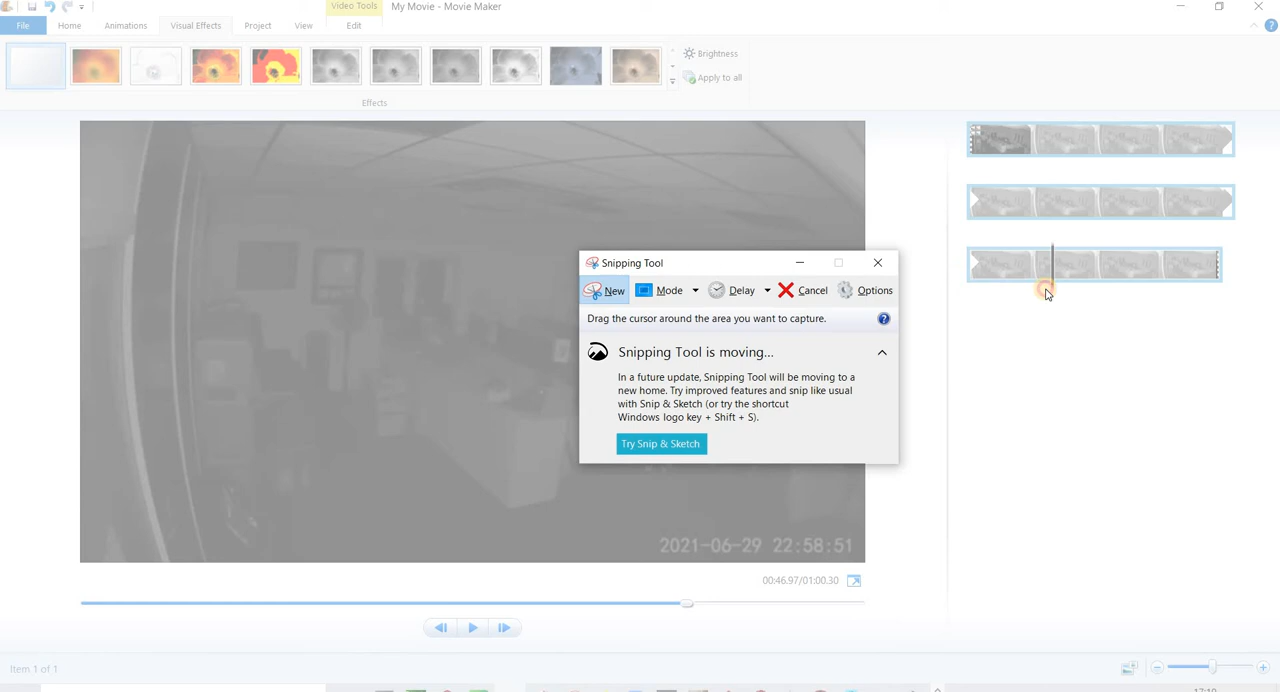 Video Tools
My Movie - Movie Maker
File
Home
Animations
Visual Effects
Project
View
Edit
Brightness
Apply to all
Effects
Snipping Tool
New
Mode
Delay
Cancel
Options
Drag the cursor around the area you want to capture.
Snipping Tool is moving...
In a future update, Snipping Tool will be moving to a
new home. Try improved features and snip like usual
with Snip & Sketch (or try the shortcut
Windows logo key + Shift + S).
Try Snip & Sketch
2021-06-29 22:58:51
00:46.97/01:00.30
Item 1 of 1